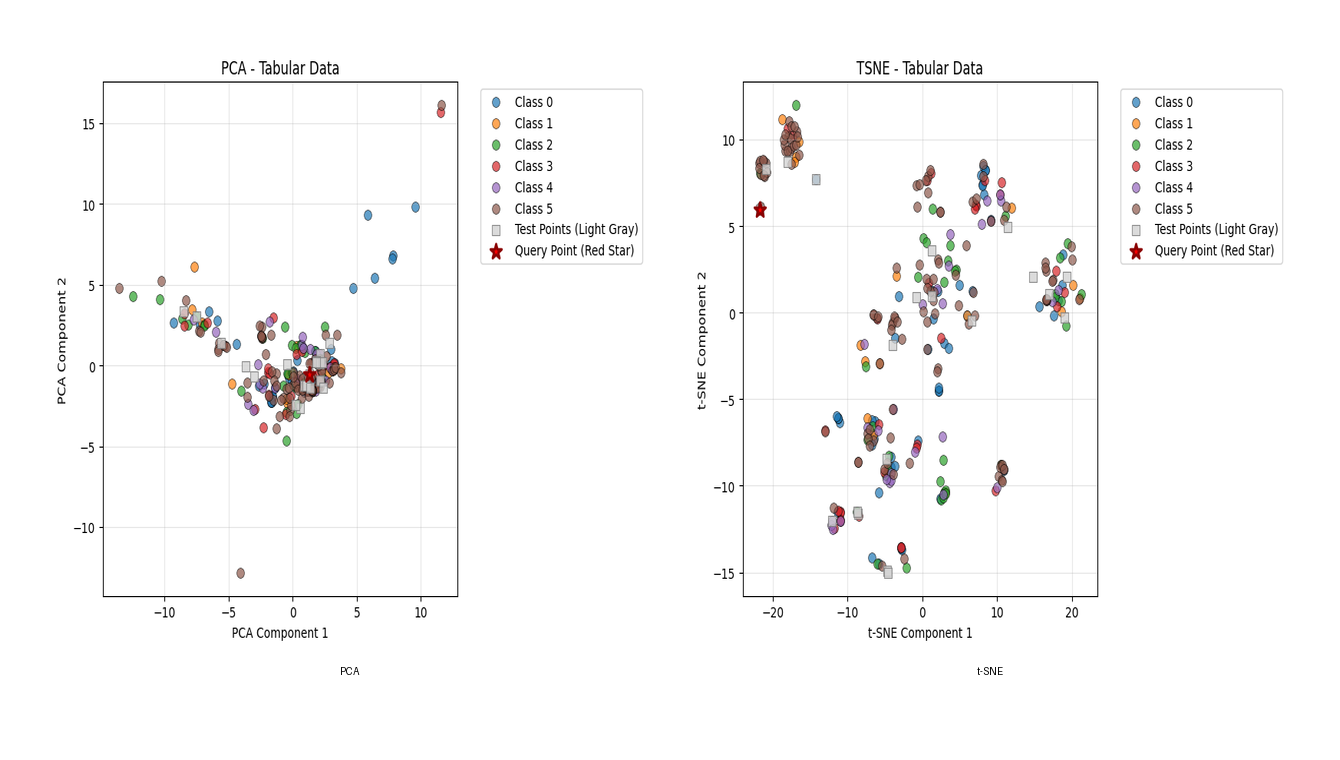 PCA - Tabular Data
PCA Component 2
15
10
5
0
−5
−10
−10
−5
0
5
10
PCA Component 1
Class 0
Class 1
Class 2
Class 3
Class 4
Class 5
Test Points (Light Gray)
Query Point (Red Star)
PCA
TSNE - Tabular Data
t-SNE Component 2
10
5
0
−5
−10
−15
−20
−10
0
10
20
t-SNE Component 1
Class 0
Class 1
Class 2
Class 3
Class 4
Class 5
Test Points (Light Gray)
Query Point (Red Star)
t-SNE